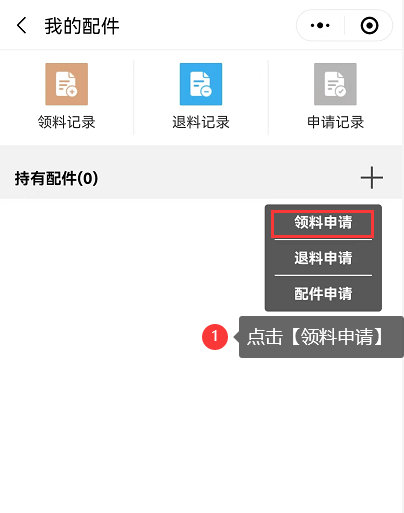 我的配件
领料记录
退料记录
申请记录
持有配件(0)
领料申请
退料申请
配件申请
1
点击【领料申请】